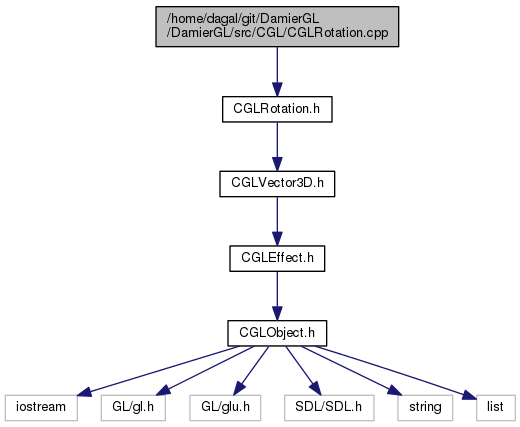 /home/dagal/git/DamierGL
/DamierGL/src/CGL/CGLRotation.cpp
CGLRotation.h
CGLVector3D.h
CGLEffect.h
CGLObject.h
iostream
GL/gl.h
GL/glu.h
SDL/SDL.h
string
list